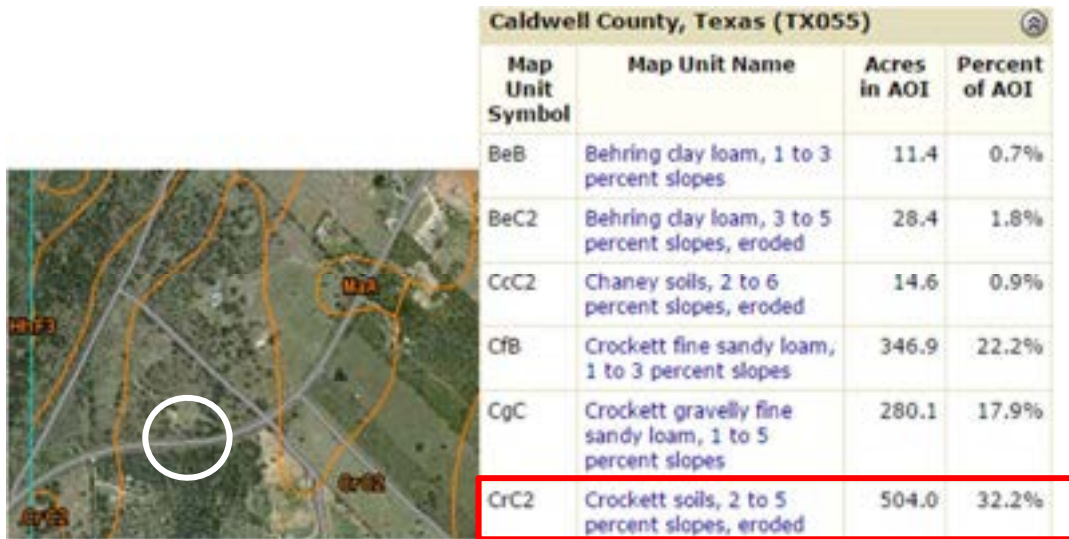 Caldwell County, Texas (TX055)
Map Unit Symbol Map Unit Name Acres in AOI Percent of AOI
BeB Behring clay loam, 1 to 3 percent slopes 11.4 0.7%
BeC2 Behring clay loam, 3 to 5 percent slopes, eroded 28.4 1.8%
CcC2 Chaney soils, 2 to 6 percent slopes, eroded 14.6 0.9%
CfB Crockett fine sandy loam, 1 to 3 percent slopes 346.9 22.2%
CgC Crockett gravelly fine sandy loam, 1 to 5 percent slopes 280.1 17.9%
CrC2 Crockett soils, 2 to 5 percent slopes, eroded 504.0 32.2%
MaA
HhF3
CrC2
CrC2